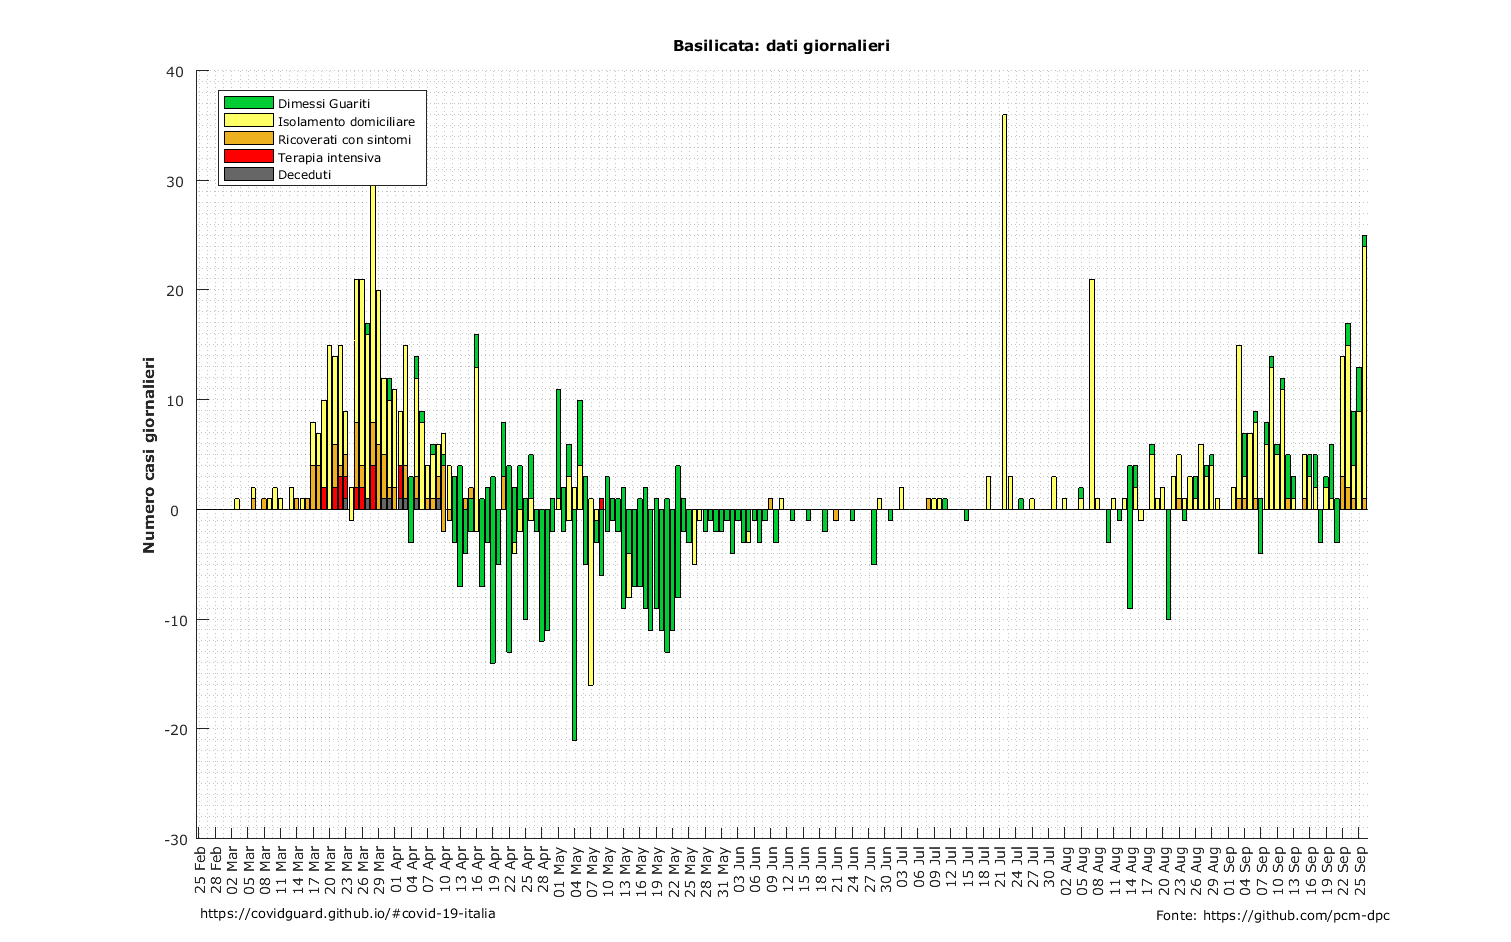 Basilicata: dati giornalieri
Numero casi giornalieri
40
30
20
10
0
-10
-20
-30
Dimessi Guariti
Isolamento domiciliare
Ricoverati con sintomi
Terapia intensiva
Deceduti
25 Feb
28 Feb
02 Mar
05 Mar
08 Mar
11 Mar
14 Mar
17 Mar
20 Mar
23 Mar
26 Mar
29 Mar
01 Apr
04 Apr
07 Apr
10 Apr
13 Apr
16 Apr
19 Apr
22 Apr
25 Apr
28 Apr
01 May
04 May
07 May
10 May
13 May
16 May
19 May
22 May
25 May
28 May
31 May
03 Jun
06 Jun
09 Jun
12 Jun
15 Jun
18 Jun
21 Jun
24 Jun
27 Jun
30 Jun
03 Jul
06 Jul
09 Jul
12 Jul
15 Jul
18 Jul
21 Jul
24 Jul
27 Jul
30 Jul
02 Aug
05 Aug
08 Aug
11 Aug
14 Aug
17 Aug
20 Aug
23 Aug
26 Aug
29 Aug
01 Sep
04 Sep
07 Sep
10 Sep
13 Sep
16 Sep
19 Sep
22 Sep
25 Sep
https://covidguard.github.io/#covid-19-italia
Fonte: https://github.com/pcm-dpc